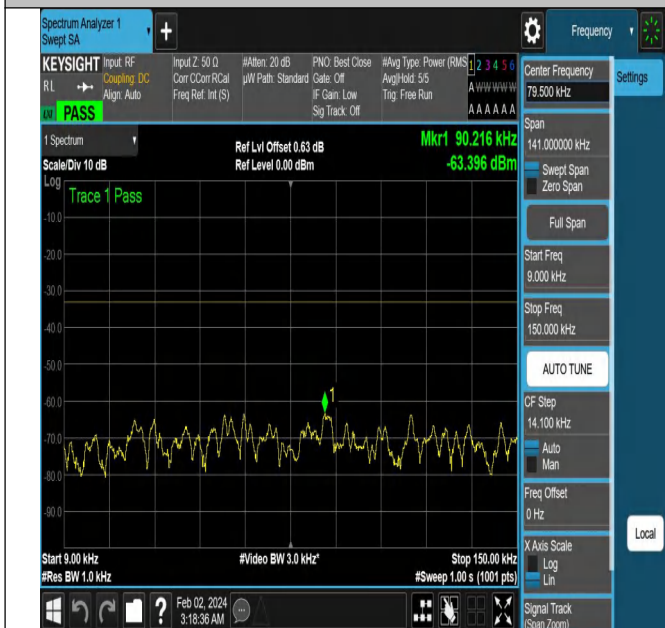 Spectrum Analyzer 1
Swept SA
+
Frequency
KEYSIGHT
R L
LXI
PASS
Input: RF
Coupling: DC
Align: Auto
Input Z: 50 Ω
Corr CCorr RCal
Freq Ref: Int (S)
#Atten: 20 dB
µW Path: Standard
PNO: Best Close
Gate: Off
IF Gain: Low
Sig Track: Off
#Avg Type: Power (RMS
Avg|Hold: 5/5
Trig: Free Run
1 2 3 4 5 6
A W W W W W
A A A A A A
1 Spectrum
Scale/Div 10 dB
Ref Lvl Offset 0.63 dB
Ref Level 0.00 dBm
Mkr1 90.216 kHz
-63.396 dBm
Log
Trace 1 Pass
-10.0
-20.0
-30.0
-40.0
-50.0
-60.0
-70.0
-80.0
-90.0
1
Start 9.00 kHz
#Res BW 1.0 kHz
#Video BW 3.0 kHz*
Stop 150.00 kHz
#Sweep 1.00 s (1001 pts)
Feb 02, 2024
3:18:36 AM
Center Frequency
79.500 kHz
Span
141.000000 kHz
Swept Span
Zero Span
Full Span
Start Freq
9.000 kHz
Stop Freq
150.000 kHz
AUTO TUNE
CF Step
14.100 kHz
Auto
Man
Freq Offset
0 Hz
X Axis Scale
Log
Lin
Signal Track
(Span Zoom)
Settings
Local